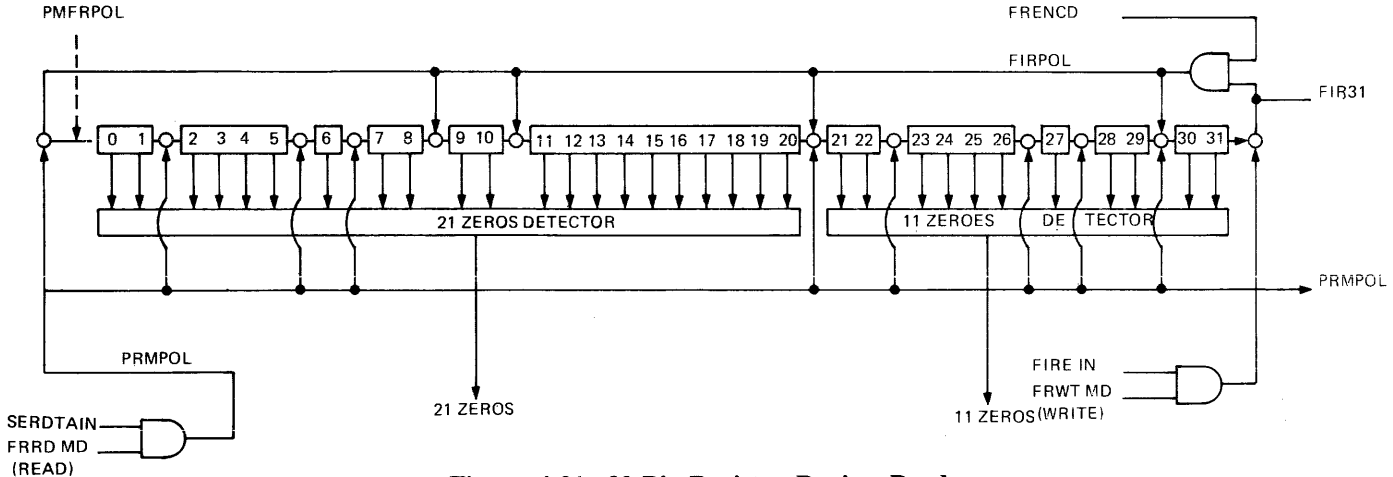 PMFRPOL
FRENCD
FIRPOL
FIR31
0 1 2 3 4 5 6 7 8 9 10 11 12 13 14 15 16 17 18 19 20 21 22 23 24 25 26 27 28 29 30 31
21 ZEROS DETECTOR
11 ZEROES DE TECTOR
PRMPOL
PRMPOL
FIRE IN
FRWT MD
(WRITE)
21 ZEROS
11 ZEROS
SERDTAIN
FRRD MD
(READ)